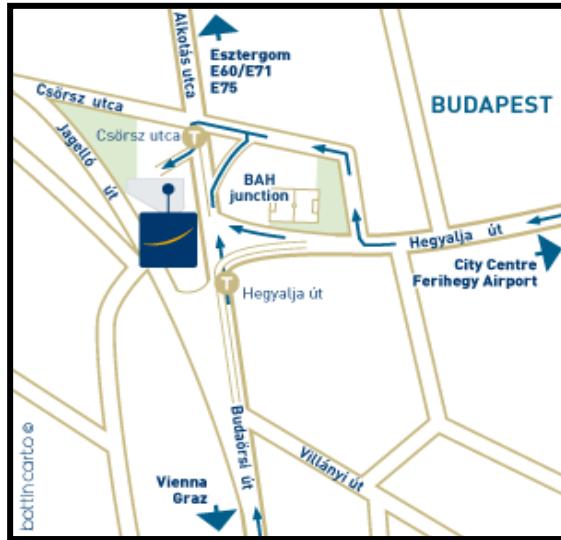 Alkotás utca
Esztergom
E60/E71
E75
Csörsz utca
BUDAPEST
Jagelló út
Csörsz utca
T
BAH
junction
Hegyalja út
City Centre
Ferihegy Airport
T
Hegyalja út
Budaörsi út
Villányi út
Vienna
Graz
bottincarto ©